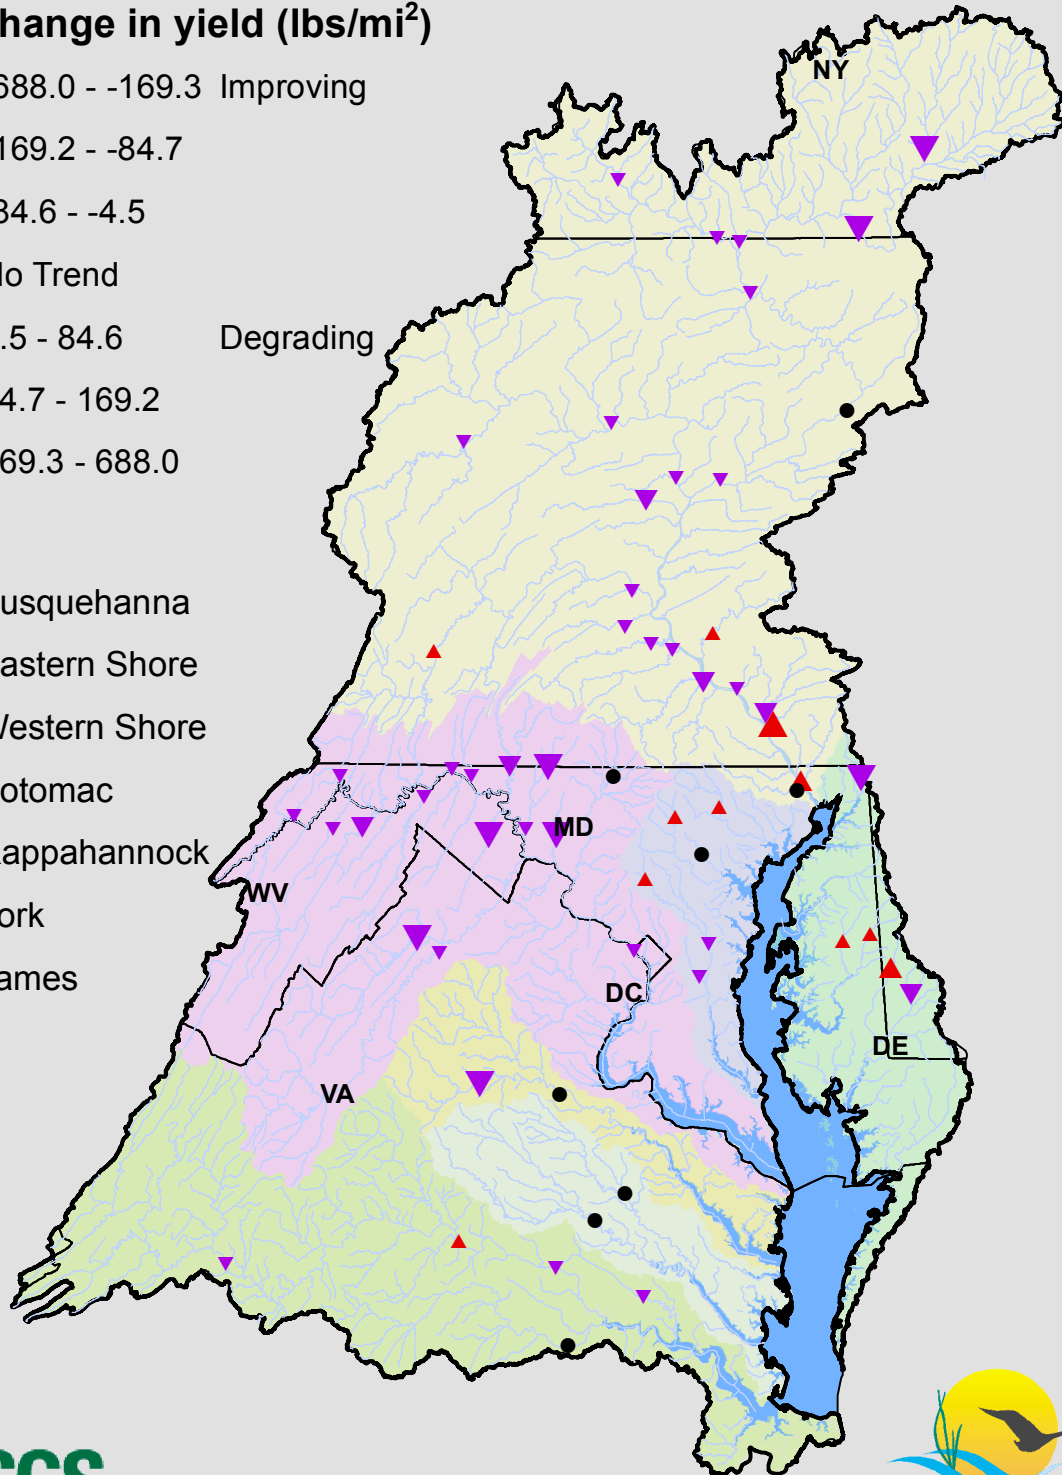 hange in yield (lbs/mi²)
688.0 - -169.3 Improving
169.2 - -84.7
84.6 - -4.5
lo Trend
.5 - 84.6 Degrading
4.7 - 169.2
69.3 - 688.0
usquehanna
astern Shore
Western Shore
otomac
appahannock
ork
ames
NY
MD
WV
DC
DE
VA